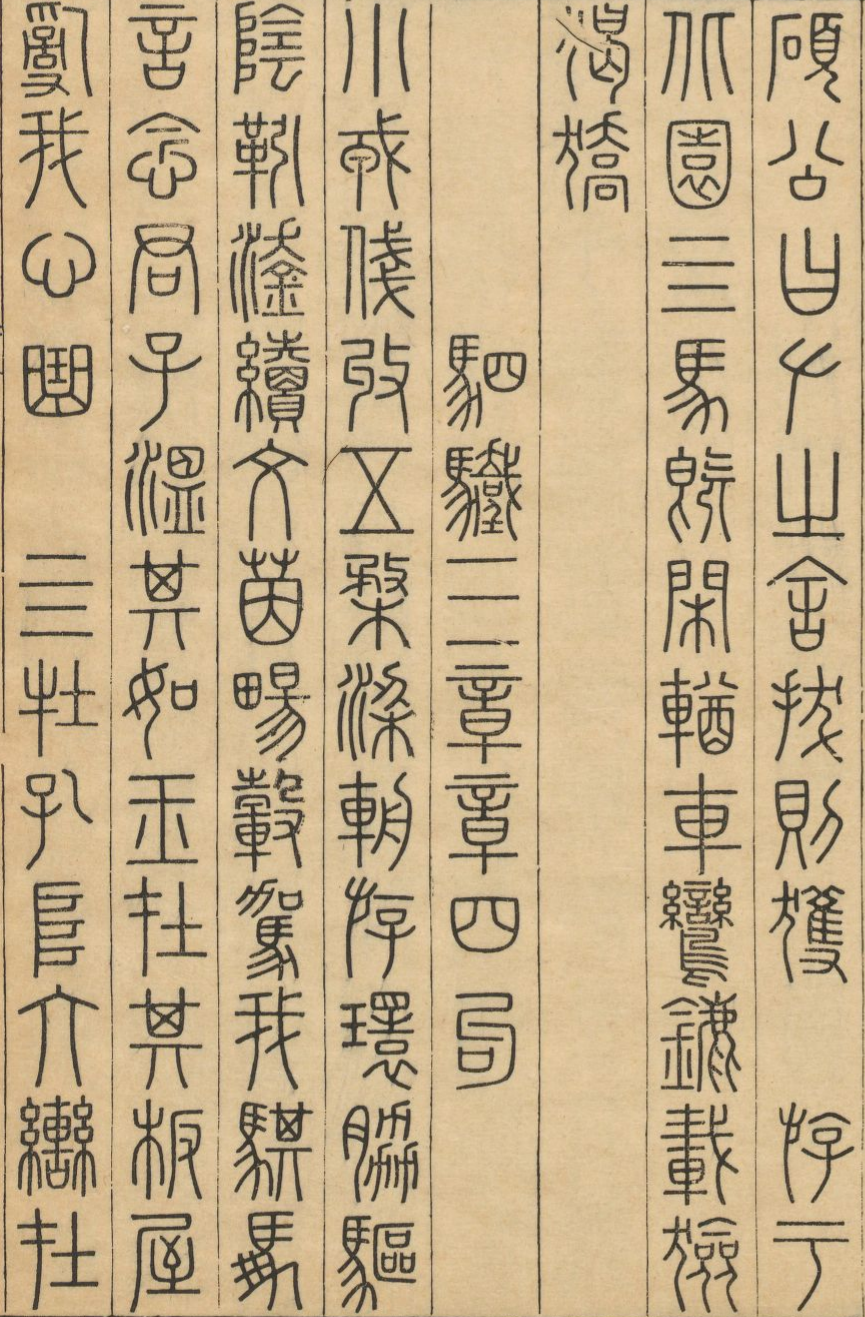 碩公曰左之舍拔則獲　游于
北園四馬既閑輶車鸞鑣載獫
猲獢
駟驖三章章四句
小戎俴收五楘梁輈游環脅驅
陰靷鋈續文茵暢轂駕我騏馵
言念君子溫其如玉在其板屋
亂我心曲　四牡孔阜六轡在